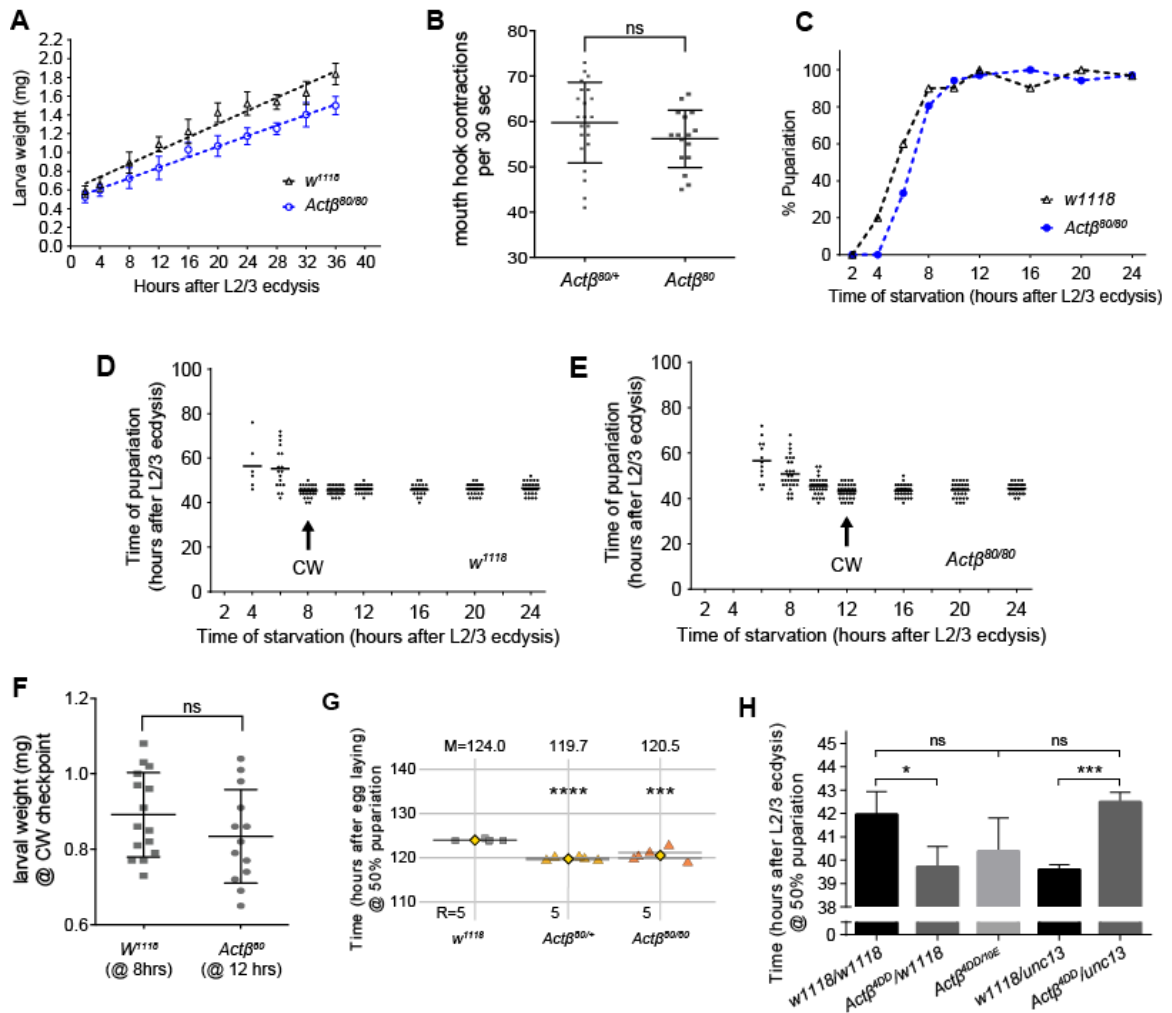 A
Larva weight (mg)
2.2
2.0
1.8
1.6
1.4
1.2
1.0
0.8
0.6
0.4
0.2
0.0
0 4 8 12 16 20 24 28 32 36 40
Hours after L2/3 ecdysis
w1118
Actβ80/80
B
mouth hook contractions
per 30 sec
80
70
60
50
40
30
ns
Actβ80/+ Actβ80
C
% Pupariation
100
80
60
40
20
0
2 4 8 12 16 20 24
Time of starvation (hours after L2/3 ecdysis)
w1118
Actβ80/80
D
Time of pupariation
(hours after L2/3 ecdysis)
100
80
60
40
20
0
CW
w1118
2 4 8 12 16 20 24
Time of starvation (hours after L2/3 ecdysis)
E
Time of pupariation
(hours after L2/3 ecdysis)
100
80
60
40
20
0
CW
Actβ80/80
2 4 8 12 16 20 24
Time of starvation (hours after L2/3 ecdysis)
F
larval weight (mg)
@ CW checkpoint
1.2
1.0
0.8
0.6
ns
W1118 Actβ80
(@ 8hrs) (@ 12 hrs)
G
Time (hours after egg laying)
@ 50% pupariation
M=124.0 119.7 120.5
140
130
120
110
**** ***
R=5 5 5
w1118 Actβ80/+ Actβ80/80
H
Time (hours after L2/3 ecdysis)
@ 50% pupariation
45
44
43
42
41
40
39
38
0
ns ns
* ***
w1118/w1118
Actβ4DD/w1118
Actβ4DD/10E
w1118/unc13
Actβ4DD/unc13